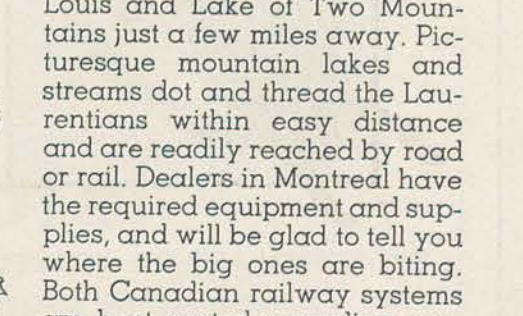 Louis and Lake of Two Moun-
tains just a few miles away. Pic-
turesque mountain lakes and
streams dot and thread the Lau-
rentians within easy distance
and are readily reached by road
or rail. Dealers in Montreal have
the required equipment and sup-
plies, and will be glad to tell you
where the big ones are biting.
Both Canadian railway systems